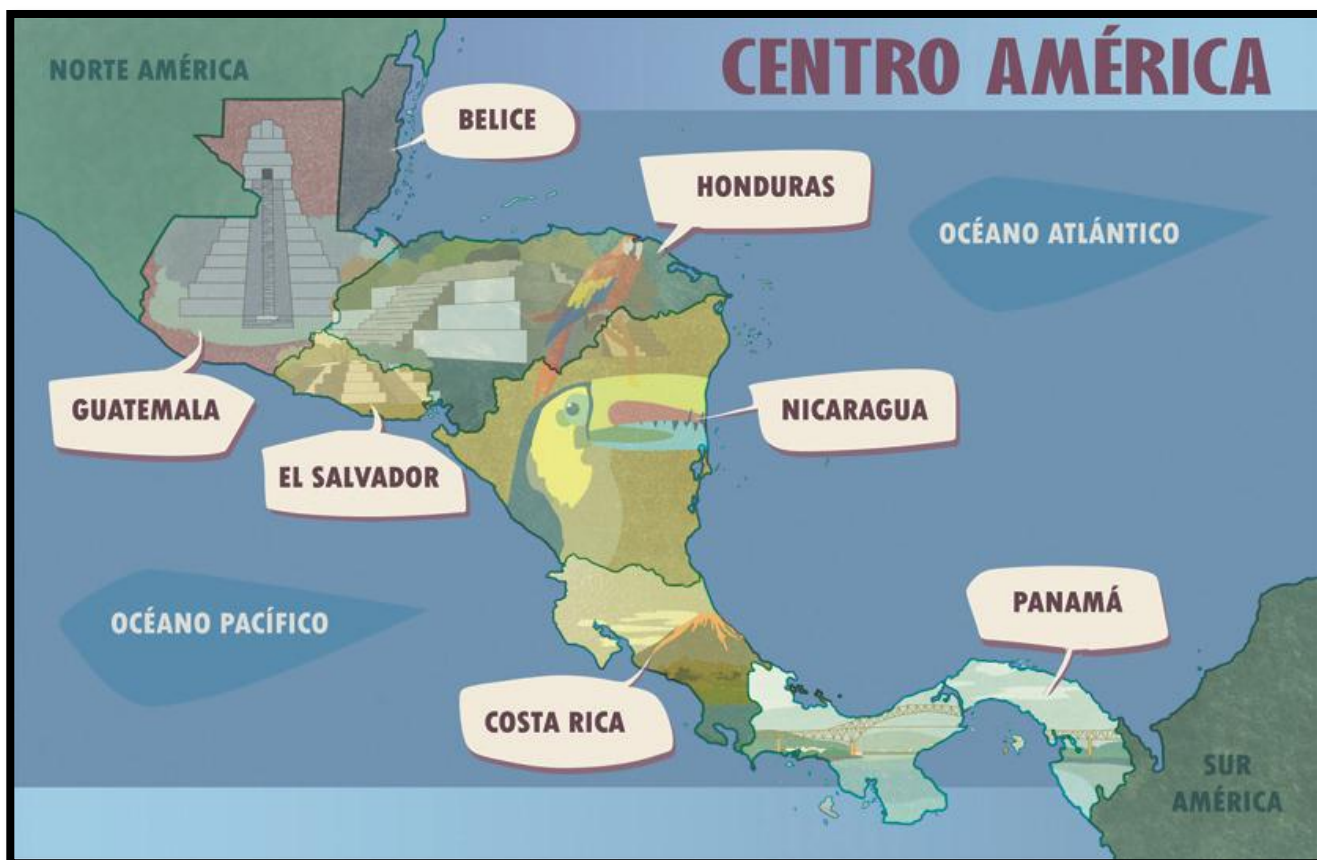 NORTE AMÉRICA
CENTRO AMÉRICA
BELICE
HONDURAS
OCÉANO ATLÁNTICO
GUATEMALA
NICARAGUA
EL SALVADOR
OCÉANO PACÍFICO
PANAMÁ
COSTA RICA
SUR
AMÉRICA